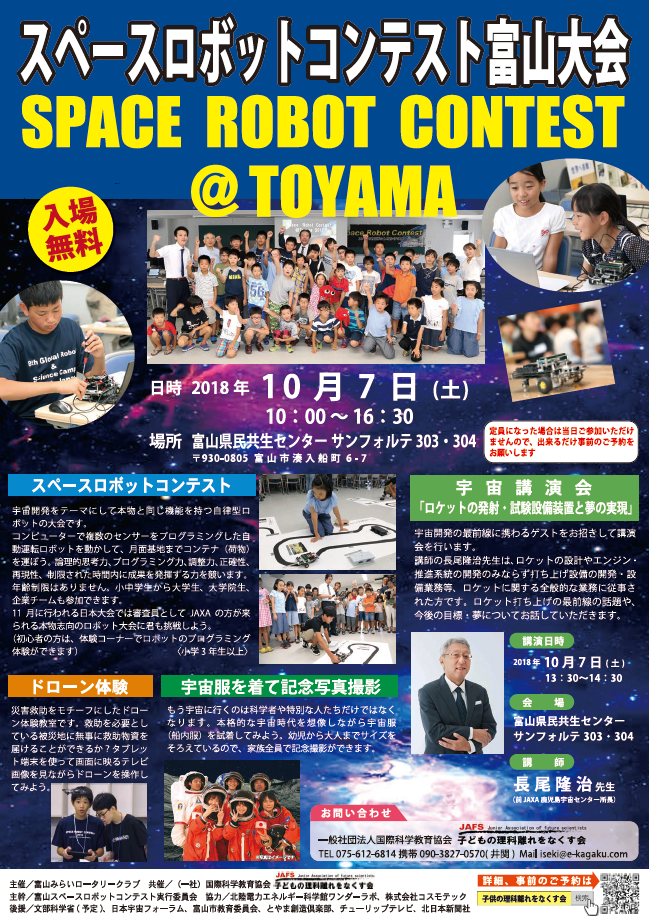 スペースロボットコンテスト富山大会
SPACE ROBOT CONTEST
@ TOYAMA
入場
無料
Space Robot Contest
8th Global Robot
& Science Camp
日時 2018年 10月7日 (土)
10:00〜16:30
場所 富山県民共生センター サンフォルテ 303・304
〒930-0805 富山市湊入船町 6-7
定員になった場合は当日ご参加いただけ
ませんので、出来るだけ事前のご予約を
お願いします
スペースロボットコンテスト
宇宙開発をテーマにして本物と同じ機能を持つ自律型ロ
ボットの大会です。
コンピューターで複数のセンサーをプログラミングした自
動運転ロボットを動かして、月面基地までコンテナ（荷物）
を運ぼう。論理的思考力、プログラミング力、調整力、正確性、
再現性、制限された時間内に成果を発揮する力を競います。
年齢制限はありません。小中学生から大学生、大学院生、
企業チームも参加できます。
11 月に行われる日本大会では審査員として JAXA の方が来
られる本物志向のロボット大会に君も挑戦しよう。
（初心者の方は、体験コーナーでロボットのプログラミング
体験ができます） 〈小学 3 年生以上〉
宇宙講演会
「ロケットの発射・試験設備装置と夢の実現」
宇宙開発の最前線に携わるゲストをお招きして講演
会を行います。
講師の長尾隆治先生は、ロケットの設計やエンジン・
推進系統の開発のみならず打ち上げ設備の開発・設
備業務等、ロケットに関する全般的な業務に従事さ
れた方です。ロケット打ち上げの最前線の話題や、
今後の目標・夢についてお話していただきます。
講演日時
2018年 10月7日(土)
13:30〜14:30
会場
富山県民共生センター
サンフォルテ 303・304
講師
長尾隆治先生
（前JAXA 鹿児島宇宙センター所長）
ドローン体験
災害救助をモチーフにしたドロー
ン体験教室です。救助を必要とし
ている被災地に無事に救助物資を
届けることができるか？タブレッ
ト端末を使って画面に映るテレビ
画像を見ながらドローンを操作し
てみよう。
宇宙服を着て記念写真撮影
もう宇宙に行くのは科学者や特別な人たちだけではなく
なります。本格的な宇宙時代を想像しながら宇宙服
（船内服）を試着してみよう。幼児から大人までサイズを
そろえているので、家族全員で記念撮影ができます。
※写真はイメージです。
お問い合わせ
JAFS Junior Association of future scientists
一般社団法人国際科学教育協会 子どもの理科離れをなくす会
TEL 075-612-6814 携帯 090-3827-0570(井関) Mail iseki@e-kagaku.com
JAFS Junior Association of future scientists
主催／富山みらいロータリークラブ 共催／（一社）国際科学教育協会 子どもの理科離れをなくす会
主幹／富山スペースロボットコンテスト実行委員会 協力／北陸電力エネルギー科学館ワンダーラボ、株式会社コスモテック
後援／文部科学省（予定）、日本宇宙フォーラム、富山市教育委員会、とやま創造倶楽部、チューリップテレビ、北日本新聞社
詳細、事前のご予約は
子供の理科離れをなくす会 検索